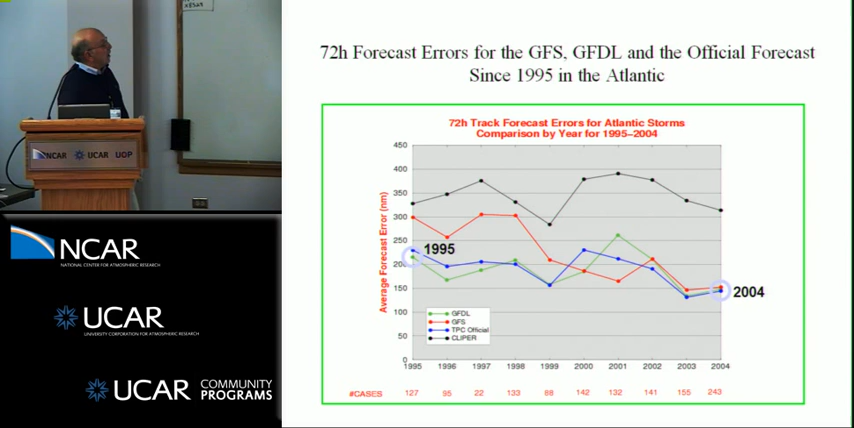 72h Forecast Errors for the GFS, GFDL and the Official Forecast
Since 1995 in the Atlantic
72h Track Forecast Errors for Atlantic Storms
Comparison by Year for 1995–2004
Average Forecast Error (nm)
450
400
350
300
250
200
150
100
50
0
1995
2004
GFDL
GFS
TPC Official
CLIPER
1995 1996 1997 1998 1999 2000 2001 2002 2003 2004
#CASES 127 95 22 133 88 142 132 141 155 243
NCAR UCAR UOP
NCAR
NATIONAL CENTER FOR ATMOSPHERIC RESEARCH
UCAR
UNIVERSITY CORPORATION FOR ATMOSPHERIC RESEARCH
UCAR COMMUNITY
PROGRAMS